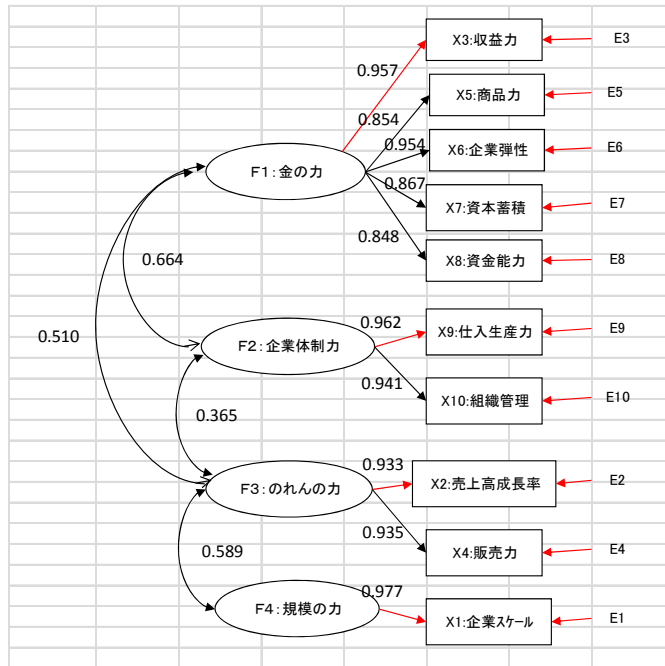 X3:収益力
E3
0.957
X5:商品力
E5
0.854
X6:企業弾性
E6
0.954
F1:金の力
0.867
X7:資本蓄積
E7
0.848
X8:資金能力
E8
0.664
0.510
0.962
X9:仕入生産力
E9
F2:企業体制力
0.941
X10:組織管理
E10
0.365
0.933
X2:売上高成長率
E2
F3:のれんの力
0.935
X4:販売力
E4
0.589
0.977
F4:規模の力
X1:企業スケール
E1